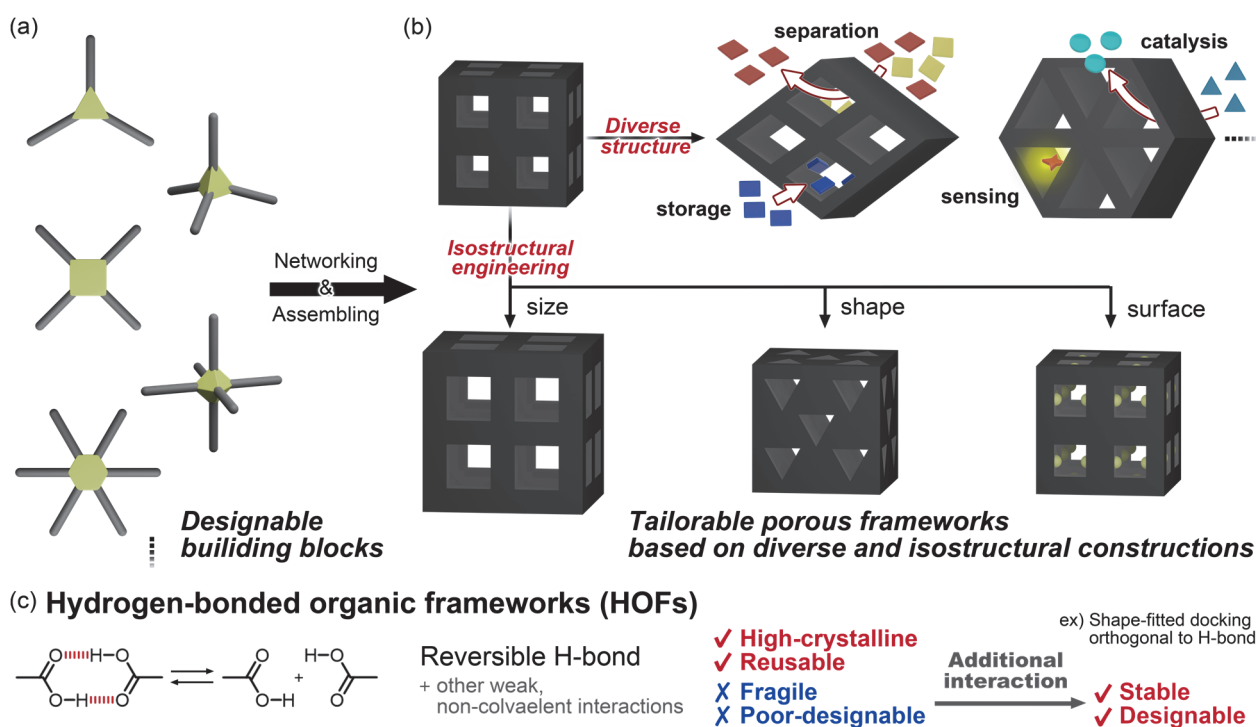 (a)
(b)
separation
catalysis
Diverse
structure
storage
sensing
Isostructural
engineering
Networking
&
Assembling
size
shape
surface
Designable
builiding blocks
Tailorable porous frameworks
based on diverse and isostructural constructions
(c) Hydrogen-bonded organic frameworks (HOFs)
O H-O
O-H O
O
O-H
+
H-O
O
Reversible H-bond
+ other weak,
non-colvaelent interactions
✓ High-crystalline
✓ Reusable
✗ Fragile
✗ Poor-designable
Additional
interaction
ex) Shape-fitted docking
orthogonal to H-bond
✓ Stable
✓ Designable